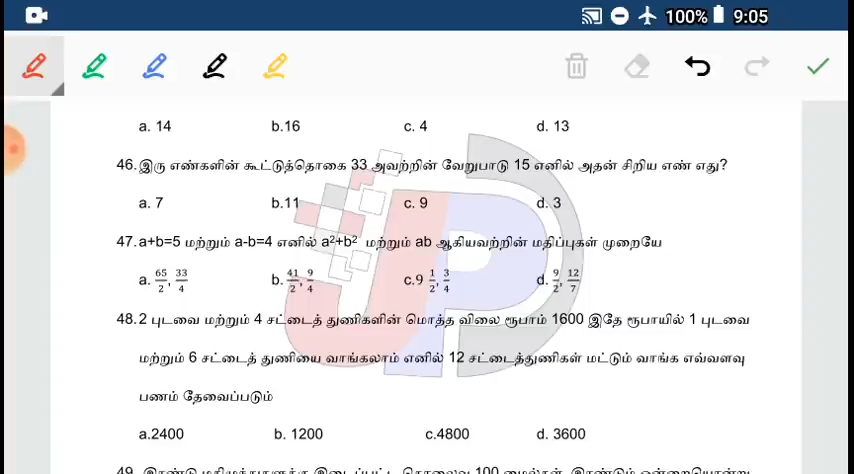 100% 9:05
a. 14 b.16 c. 4 d. 13
46.இரு எண்களின் கூட்டுத்தொகை 33 அவற்றின் வேறுபாடு 15 எனில் அதன் சிறிய எண் எது?
a. 7 b.11 c. 9 d. 3
47.a+b=5 மற்றும் a-b=4 எனில் a²+b² மற்றும் ab ஆகியவற்றின் மதிப்புகள் முறையே
a. 65/2, 33/4 b. 41/2, 9/4 c.9 1/2, 3/4 d. 9/2, 12/7
48.2 புடவை மற்றும் 4 சட்டைத் துணிகளின் மொத்த விலை ரூபாம் 1600 இதே ரூபாயில் 1 புடவை
மற்றும் 6 சட்டைத் துணியை வாங்கலாம் எனில் 12 சட்டைத்துணிகள் மட்டும் வாங்க எவ்வளவு
பணம் தேவைப்படும்
a.2400 b. 1200 c.4800 d. 3600